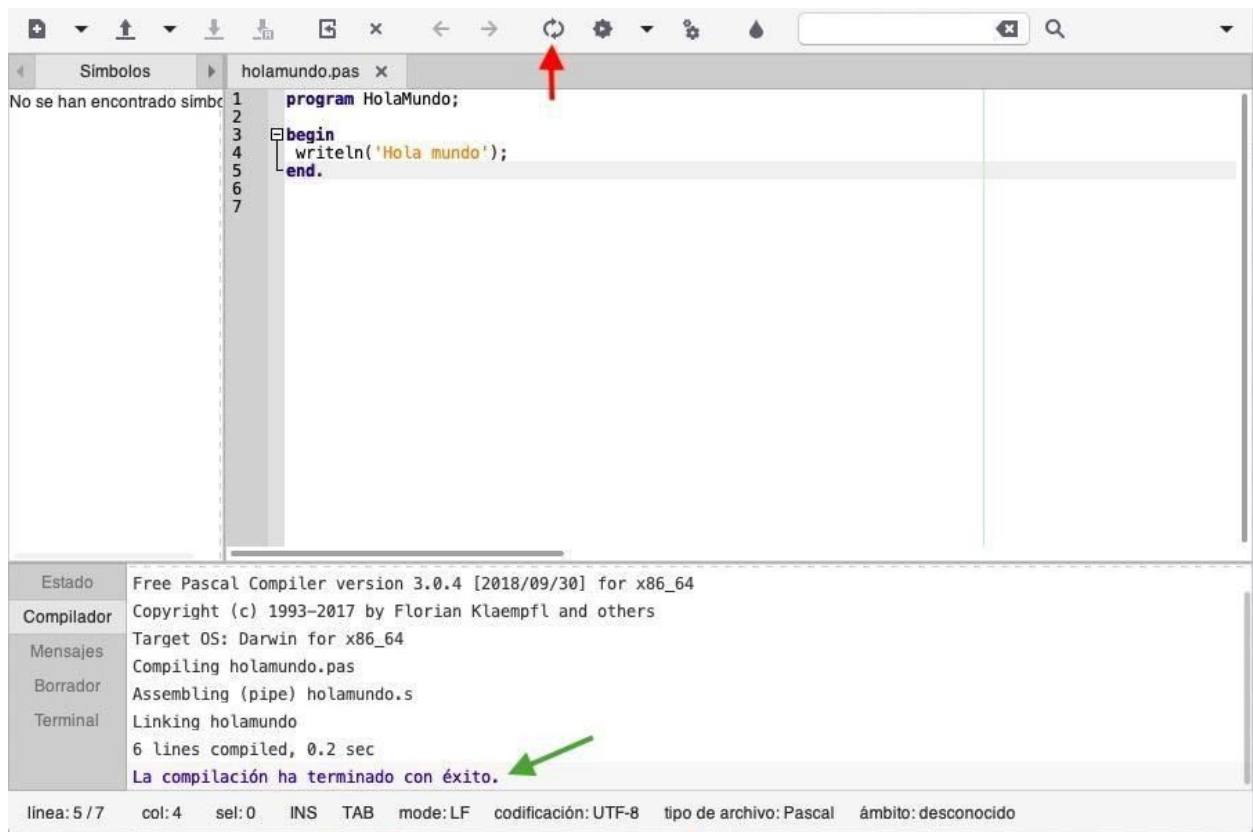 Símbolos
holamundo.pas
No se han encontrado símbo
1 program HolaMundo;
2
3 begin
4 writeln('Hola mundo');
5 end.
6
7
Estado
Compilador
Mensajes
Borrador
Terminal
Free Pascal Compiler version 3.0.4 [2018/09/30] for x86_64
Copyright (c) 1993-2017 by Florian Klaempfl and others
Target OS: Darwin for x86_64
Compiling holamundo.pas
Assembling (pipe) holamundo.s
Linking holamundo
6 lines compiled, 0.2 sec
La compilación ha terminado con éxito.
línea: 5 / 7 col: 4 sel: 0 INS TAB mode: LF codificación: UTF-8 tipo de archivo: Pascal ámbito: desconocido